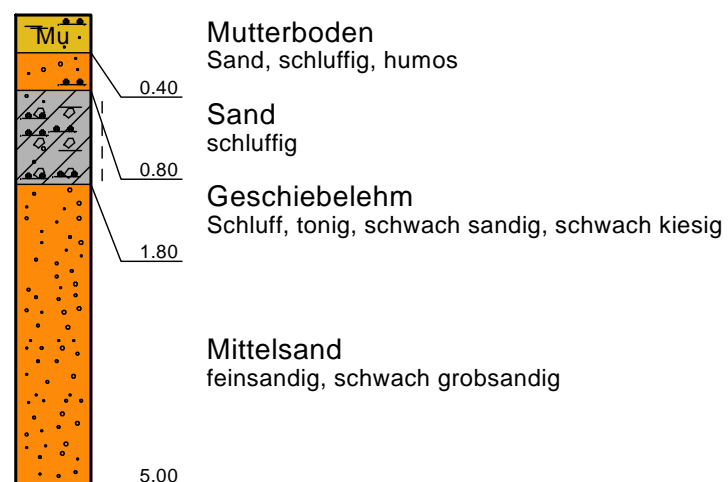 Mu
Mutterboden
Sand, schluffig, humos
0.40
Sand
schluffig
0.80
Geschiebelehm
Schluff, tonig, schwach sandig, schwach kiesig
1.80
Mittelsand
feinsandig, schwach grobsandig
5.00